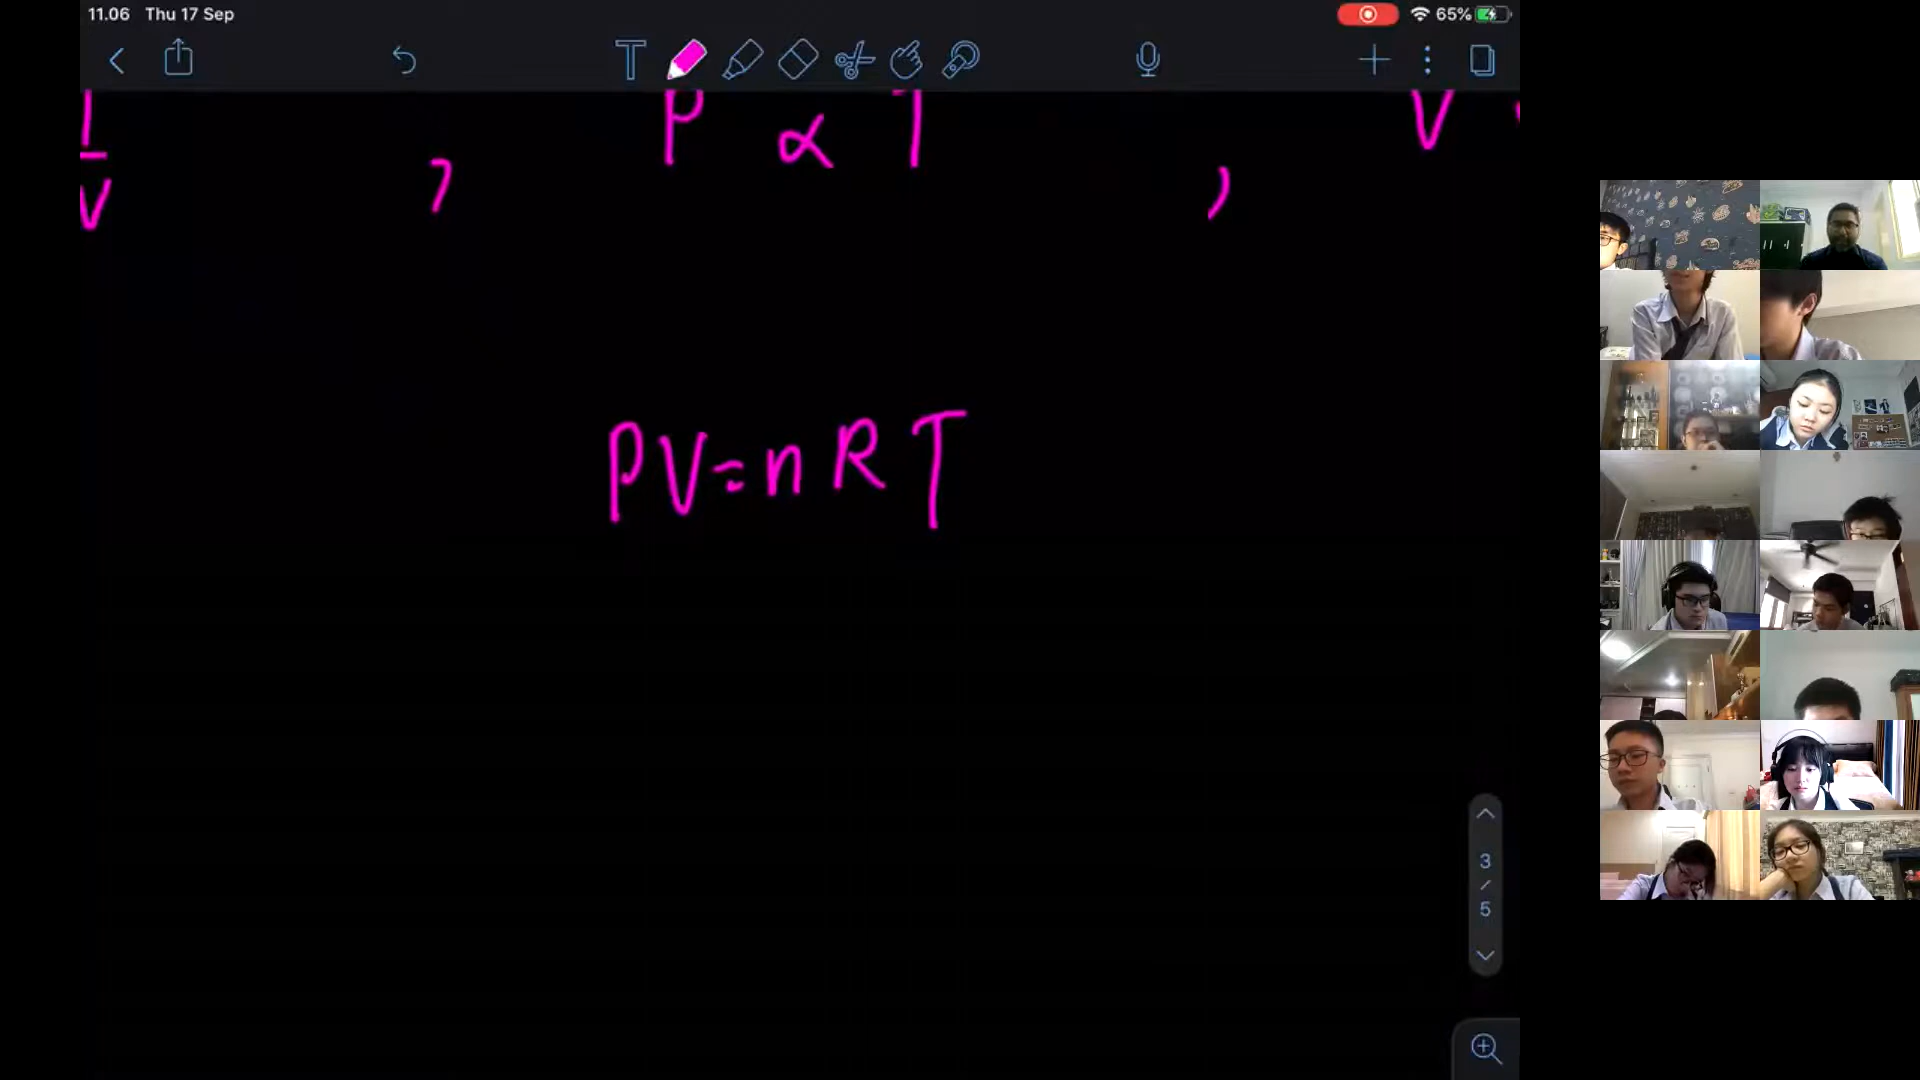 11.06 Thu 17 Sep 65%
T
1/V , P ∝ T , V
PV=nRT
3
/
5